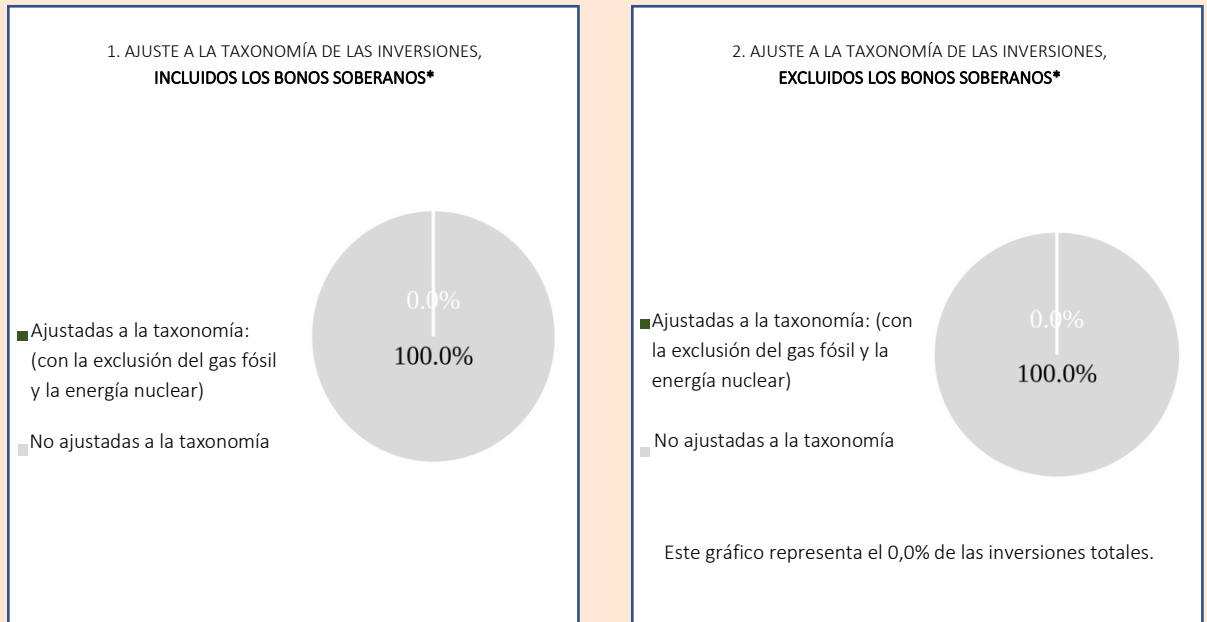 1. AJUSTE A LA TAXONOMÍA DE LAS INVERSIONES,
INCLUIDOS LOS BONOS SOBERANOS*
0.0%
100.0%
Ajustadas a la taxonomía:
(con la exclusión del gas fósil
y la energía nuclear)
No ajustadas a la taxonomía
2. AJUSTE A LA TAXONOMÍA DE LAS INVERSIONES,
EXCLUIDOS LOS BONOS SOBERANOS*
0.0%
100.0%
Ajustadas a la taxonomía: (con
la exclusión del gas fósil y la
energía nuclear)
No ajustadas a la taxonomía
Este gráfico representa el 0,0% de las inversiones totales.